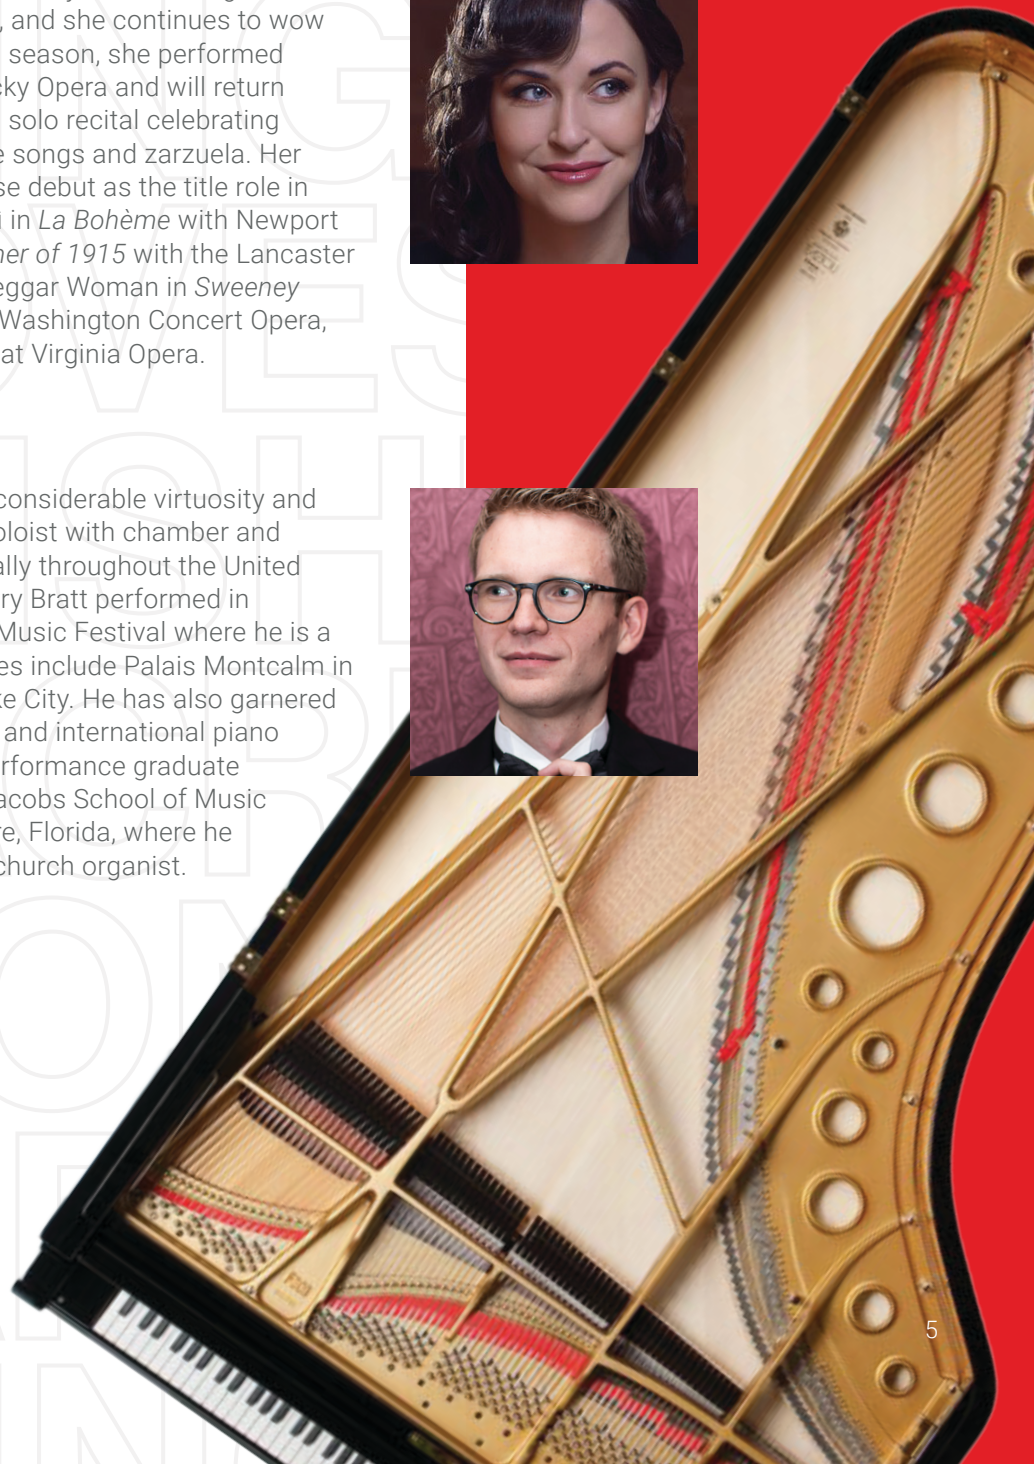 , and she continues to wow
season, she performed
cky Opera and will return
solo recital celebrating
songs and zarzuela. Her
se debut as the title role in
in La Bohème with Newport
ner of 1915 with the Lancaster
eggar Woman in Sweeney
Washington Concert Opera,
at Virginia Opera.
considerable virtuosity and
oloist with chamber and
ally throughout the United
ry Bratt performed in
Music Festival where he is a
es include Palais Montcalm in
ke City. He has also garnered
and international piano
rformance graduate
acobs School of Music
re, Florida, where he
church organist.
5